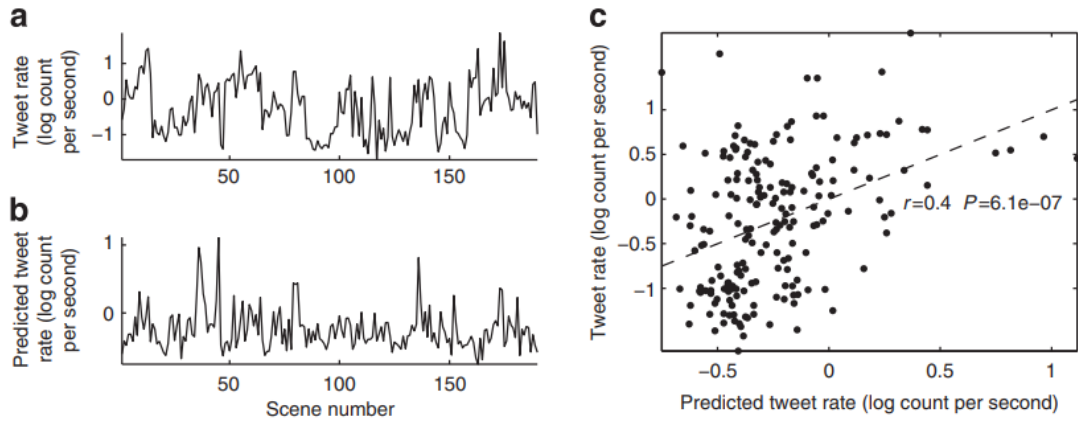 a
Tweet rate
(log count
per second)
1
0
−1
50
100
150
b
Predicted tweet
rate (log count
per second)
1
0
50
100
150
Scene number
c
Tweet rate (log count per second)
1
0.5
0
−0.5
−1
r=0.4 P=6.1e−07
−0.5
0
0.5
1
Predicted tweet rate (log count per second)